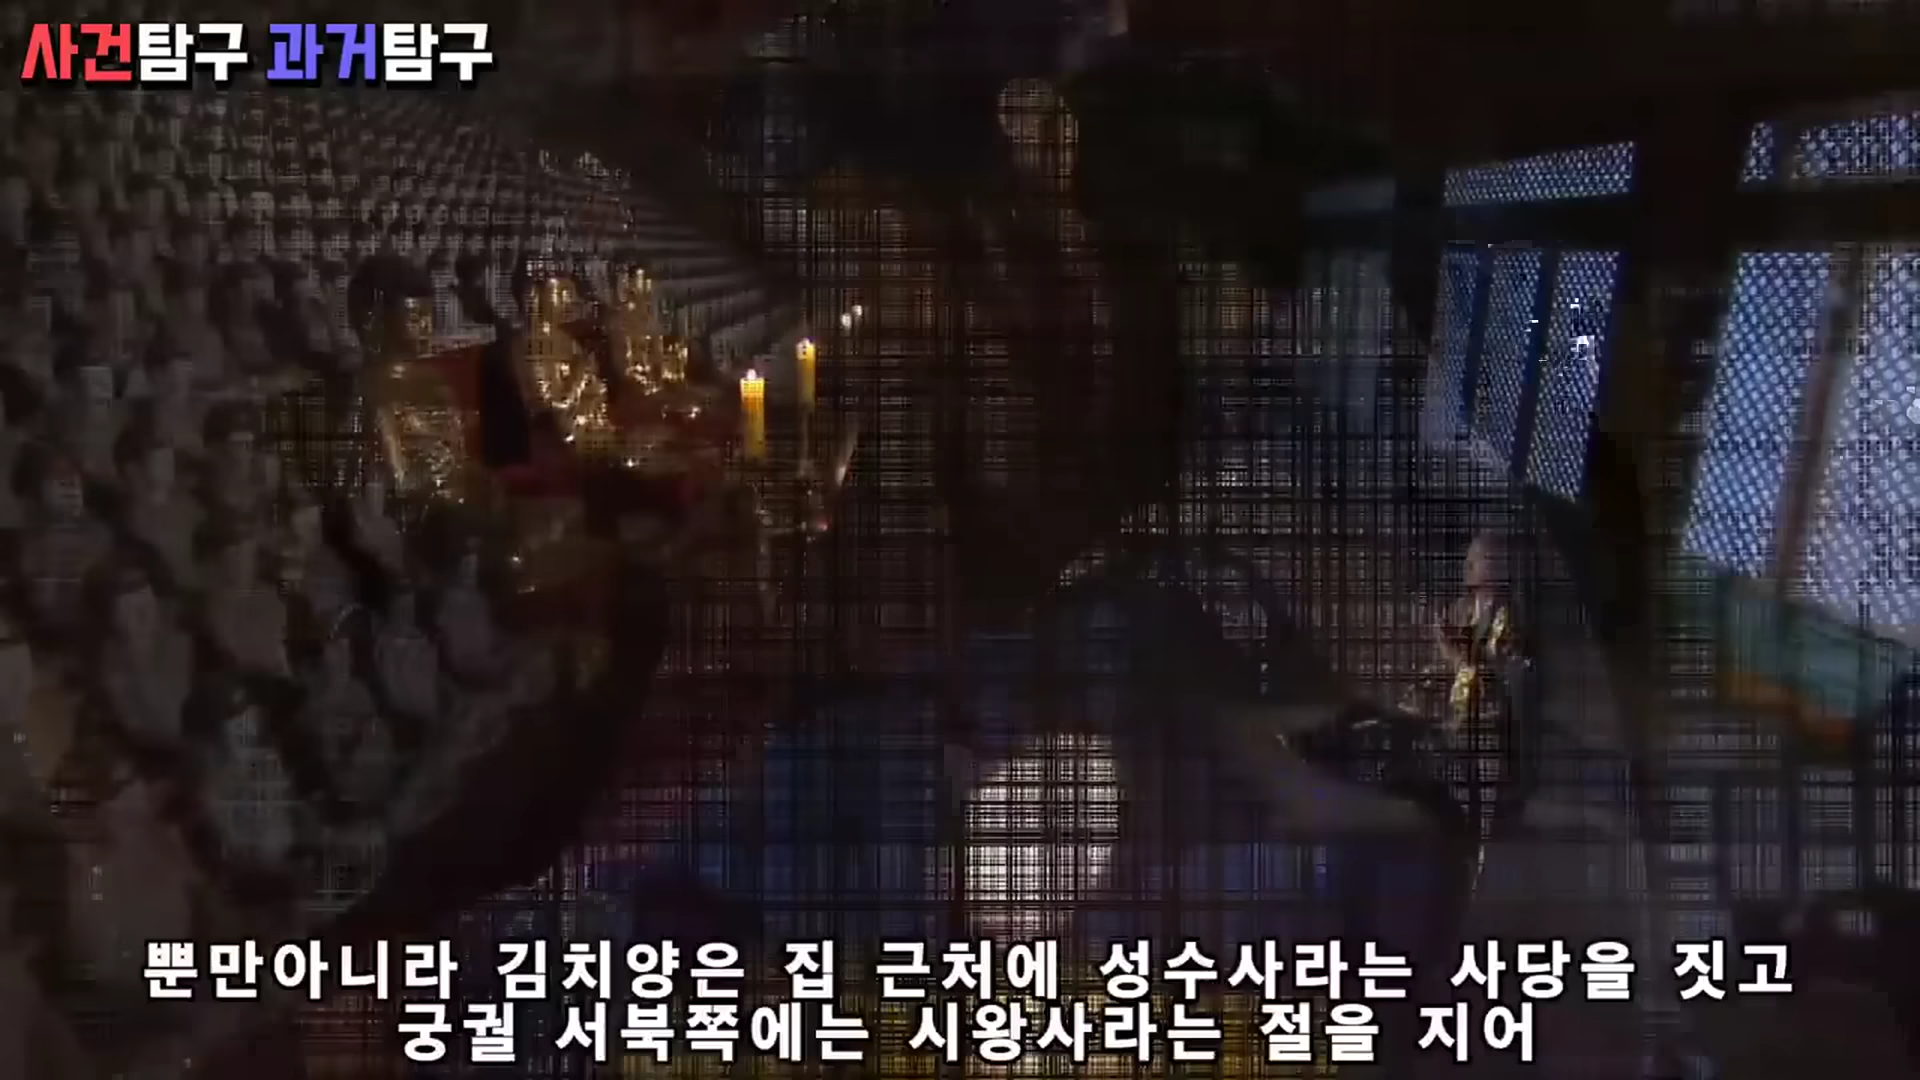 사건탐구 과거탐구
뿐만아니라 김치양은 집 근처에 성수사라는 사당을 짓고
궁궐 서북쪽에는 시왕사라는 절을 지어